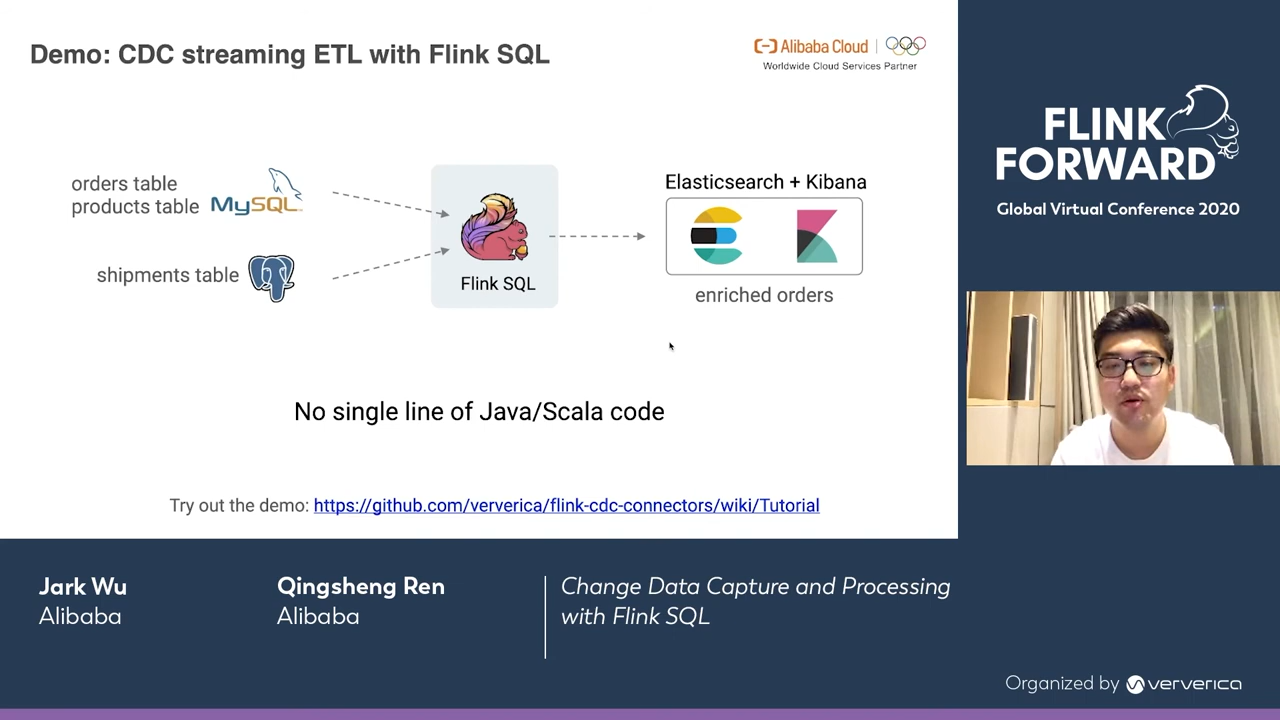 Demo: CDC streaming ETL with Flink SQL
Alibaba Cloud
Worldwide Cloud Services Partner
orders table
products table
MySQL
shipments table
Flink SQL
Elasticsearch + Kibana
enriched orders
No single line of Java/Scala code
Try out the demo: https://github.com/ververica/flink-cdc-connectors/wiki/Tutorial
FLINK
FORWARD
Global Virtual Conference 2020
Jark Wu
Alibaba
Qingsheng Ren
Alibaba
Change Data Capture and Processing
with Flink SQL
Organized by ververica